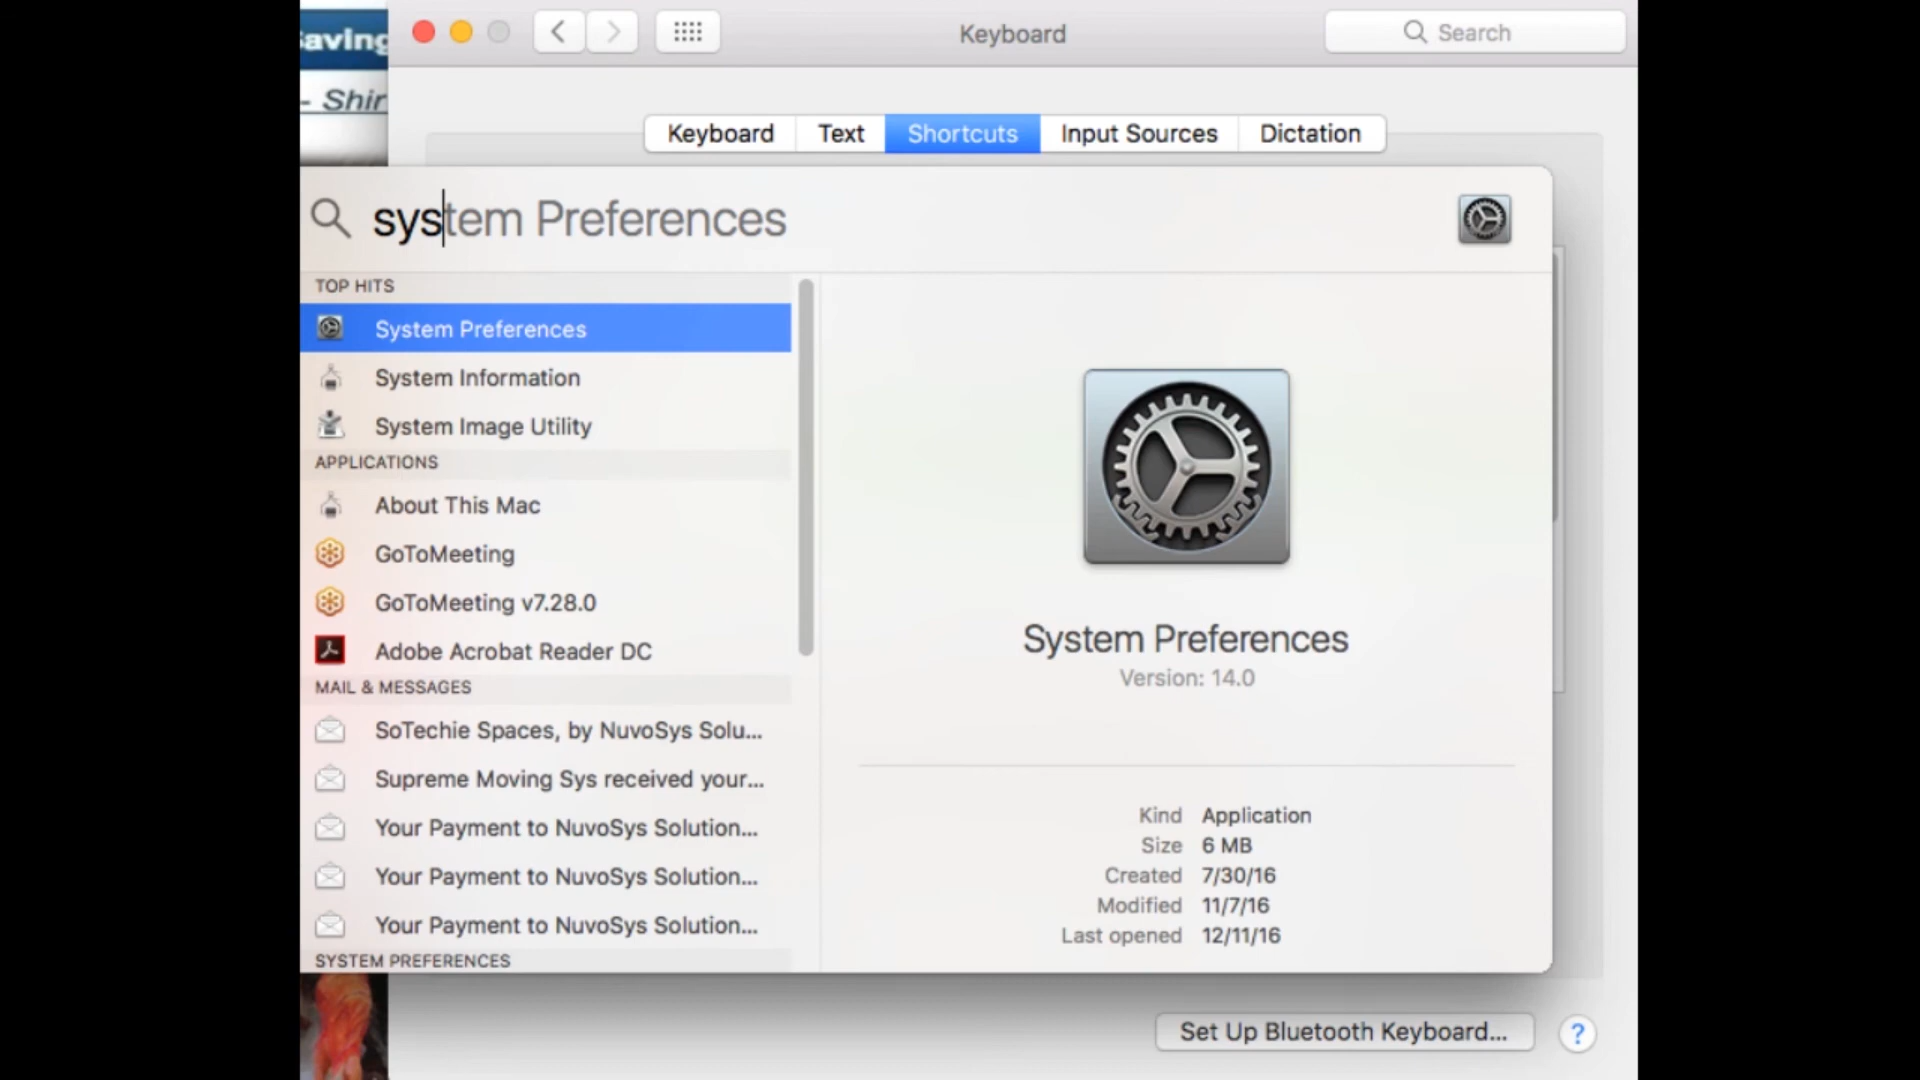 Saving
- Shir
Keyboard
Search
Keyboard
Text
Shortcuts
Input Sources
Dictation
system Preferences
TOP HITS
System Preferences
System Information
System Image Utility
APPLICATIONS
About This Mac
GoToMeeting
GoToMeeting v7.28.0
Adobe Acrobat Reader DC
MAIL & MESSAGES
SoTechie Spaces, by NuvoSys Solu...
Supreme Moving Sys received your...
Your Payment to NuvoSys Solution...
Your Payment to NuvoSys Solution...
Your Payment to NuvoSys Solution...
SYSTEM PREFERENCES
System Preferences
Version: 14.0
Kind Application
Size 6 MB
Created 7/30/16
Modified 11/7/16
Last opened 12/11/16
Set Up Bluetooth Keyboard...
?